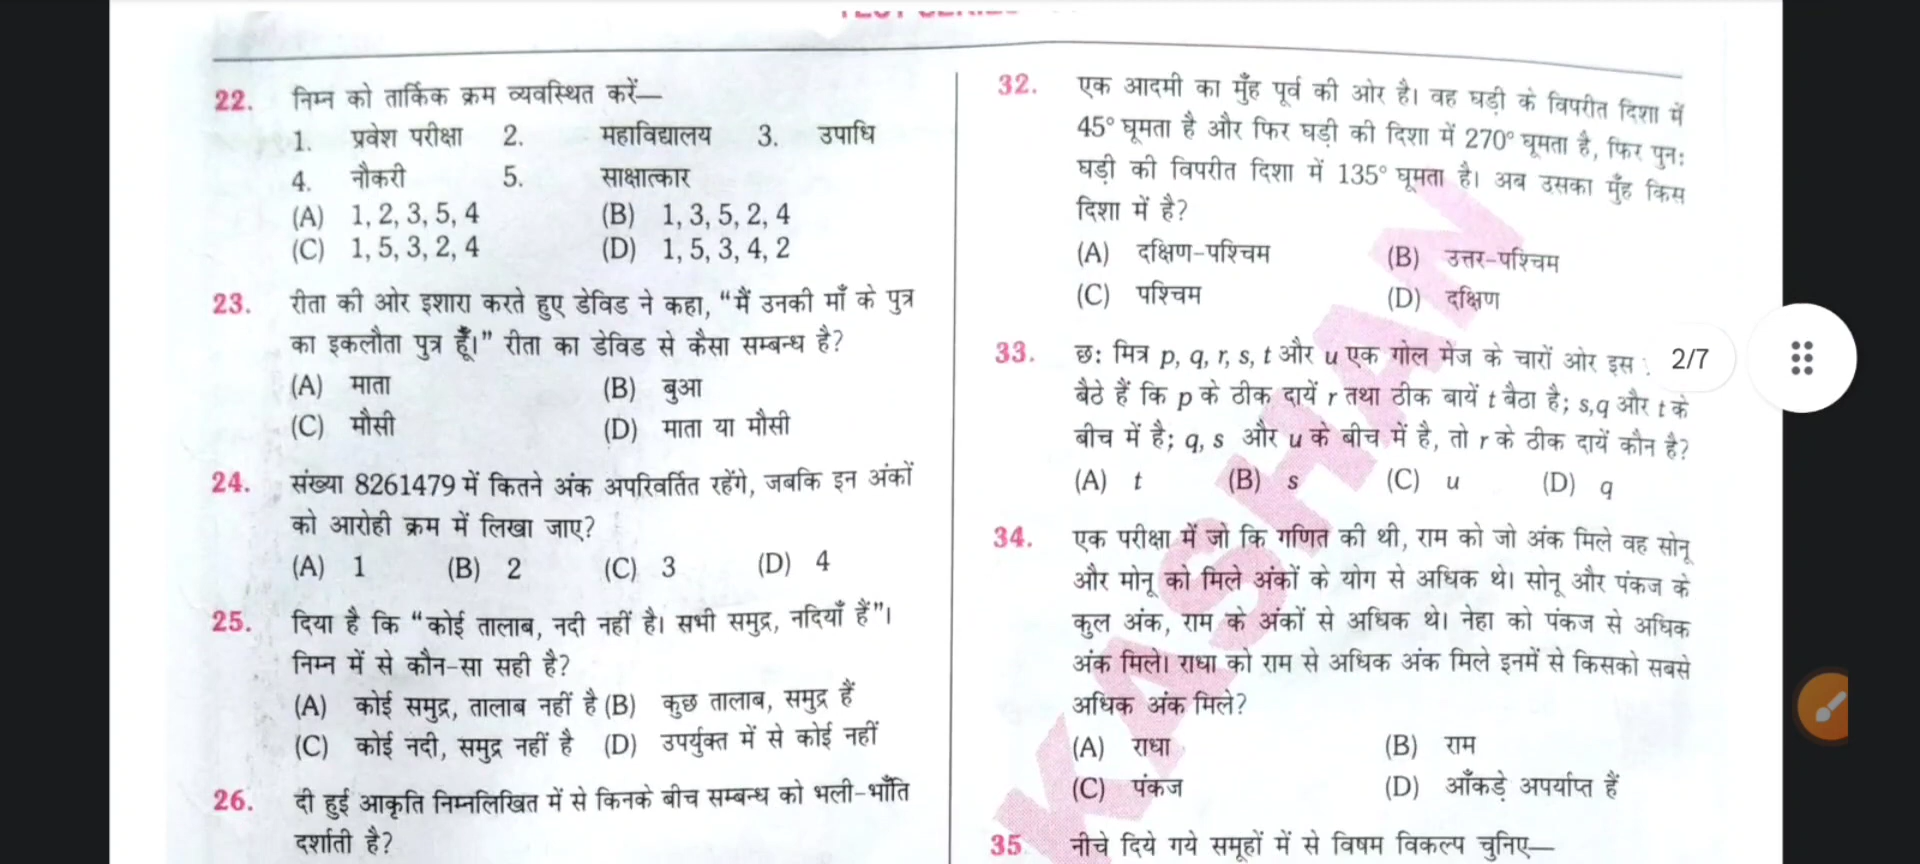 22. निम्न को तार्किक क्रम व्यवस्थित करें—
1. प्रवेश परीक्षा 2. महाविद्यालय 3. उपाधि
4. नौकरी 5. साक्षात्कार
(A) 1, 2, 3, 5, 4 (B) 1, 3, 5, 2, 4
(C) 1, 5, 3, 2, 4 (D) 1, 5, 3, 4, 2
23. रीता की ओर इशारा करते हुए डेविड ने कहा, “मैं उनकी माँ के पुत्र
का इकलौता पुत्र हूँ।” रीता का डेविड से कैसा सम्बन्ध है?
(A) माता (B) बुआ
(C) मौसी (D) माता या मौसी
24. संख्या 8261479 में कितने अंक अपरिवर्तित रहेंगे, जबकि इन अंकों
को आरोही क्रम में लिखा जाए?
(A) 1 (B) 2 (C) 3 (D) 4
25. दिया है कि “कोई तालाब, नदी नहीं है। सभी समुद्र, नदियाँ हैं”।
निम्न में से कौन-सा सही है?
(A) कोई समुद्र, तालाब नहीं है (B) कुछ तालाब, समुद्र हैं
(C) कोई नदी, समुद्र नहीं है (D) उपर्युक्त में से कोई नहीं
26. दी हुई आकृति निम्नलिखित में से किनके बीच सम्बन्ध को भली-भाँति
दर्शाती है?
32. एक आदमी का मुँह पूर्व की ओर है। वह घड़ी के विपरीत दिशा में
45° घूमता है और फिर घड़ी की दिशा में 270° घूमता है, फिर पुन:
घड़ी की विपरीत दिशा में 135° घूमता है। अब उसका मुँह किस
दिशा में है?
(A) दक्षिण-पश्चिम (B) उत्तर-पश्चिम
(C) पश्चिम (D) दक्षिण
33. छ: मित्र p, q, r, s, t और u एक गोल मेज के चारों ओर इस
2/7
बैठे हैं कि p के ठीक दायें r तथा ठीक बायें t बैठा है; s,q और t के
बीच में है; q, s और u के बीच में है, तो r के ठीक दायें कौन है?
(A) t (B) s (C) u (D) q
34. एक परीक्षा में जो कि गणित की थी, राम को जो अंक मिले वह सोनू
और मोनू को मिले अंकों के योग से अधिक थे। सोनू और पंकज के
कुल अंक, राम के अंकों से अधिक थे। नेहा को पंकज से अधिक
अंक मिले। राधा को राम से अधिक अंक मिले इनमें से किसको सबसे
अधिक अंक मिले?
(A) राधा (B) राम
(C) पंकज (D) आँकड़े अपर्याप्त हैं
35 नीचे दिये गये समूहों में से विषम विकल्प चुनिए—
KASHAN